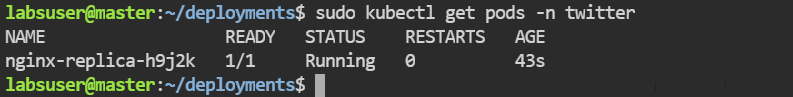 labsuser@master:~/deployments$ sudo kubectl get pods -n twitter
NAME                  READY   STATUS    RESTARTS   AGE
nginx-replica-h9j2k   1/1     Running   0          43s
labsuser@master:~/deployments$